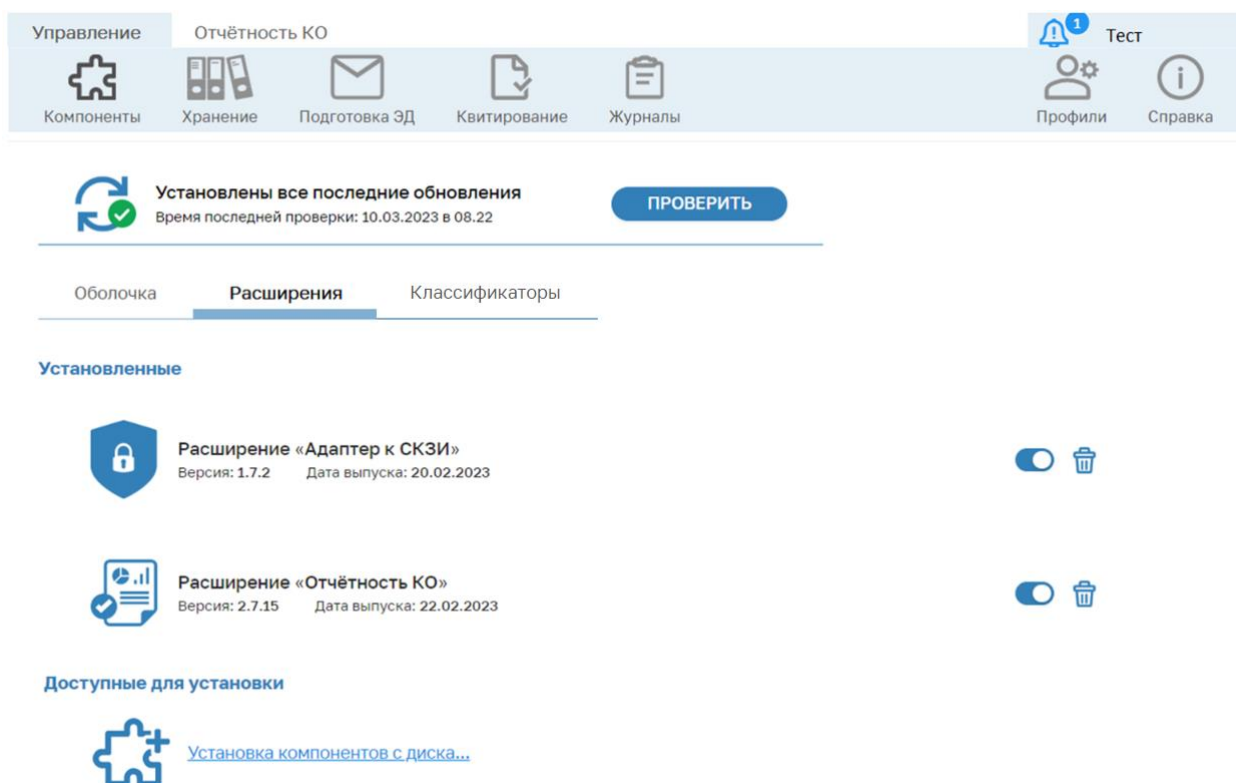 Управление Отчётность КО 1 Тест
Компоненты Хранение Подготовка ЭД Квитирование Журналы Профили Справка
Установлены все последние обновления
Время последней проверки: 10.03.2023 в 08.22
ПРОВЕРИТЬ
Оболочка Расширения Классификаторы
Установленные
Расширение «Адаптер к СКЗИ»
Версия: 1.7.2 Дата выпуска: 20.02.2023
Расширение «Отчётность КО»
Версия: 2.7.15 Дата выпуска: 22.02.2023
Доступные для установки
Установка компонентов с диска...